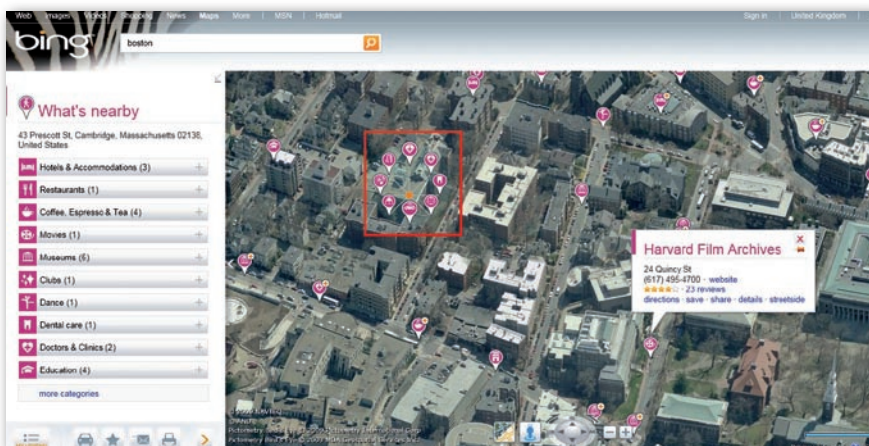 Web Images Videos Shopping News Maps More | MSN | Hotmail
Sign in | United Kingdom
bing
boston
What's nearby
43 Prescott St, Cambridge, Massachusetts 02138,
United States
Hotels & Accommodations (3)
Restaurants (1)
Coffee, Espresso & Tea (4)
Movies (1)
Museums (6)
Clubs (1)
Dance (1)
Dental care (1)
Doctors & Clinics (2)
Education (4)
more categories
Harvard Film Archives
24 Quincy St
(617) 495-4700 · website
23 reviews
directions · save · share · details · streetside